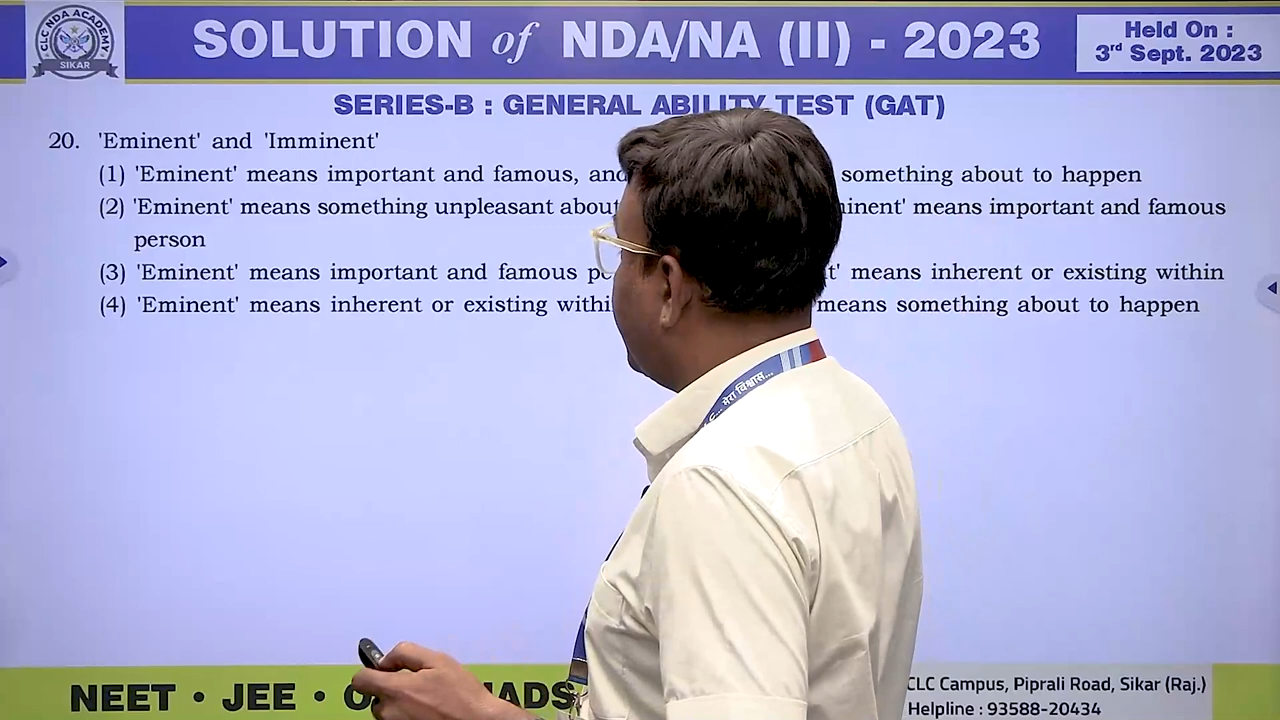 CLC NDA ACADEMY
SIKAR
SOLUTION of NDA/NA (II) - 2023
Held On :
3rd Sept. 2023
SERIES-B : GENERAL ABILITY TEST (GAT)
20. 'Eminent' and 'Imminent'
(1) 'Eminent' means important and famous, and something about to happen
(2) 'Eminent' means something unpleasant about means important and famous
person
(3) 'Eminent' means important and famous means inherent or existing within
(4) 'Eminent' means inherent or existing means something about to happen
मेरा विश्वास...
NEET • JEE •
CLC Campus, Piprali Road, Sikar (Raj.)
Helpline : 93588-20434